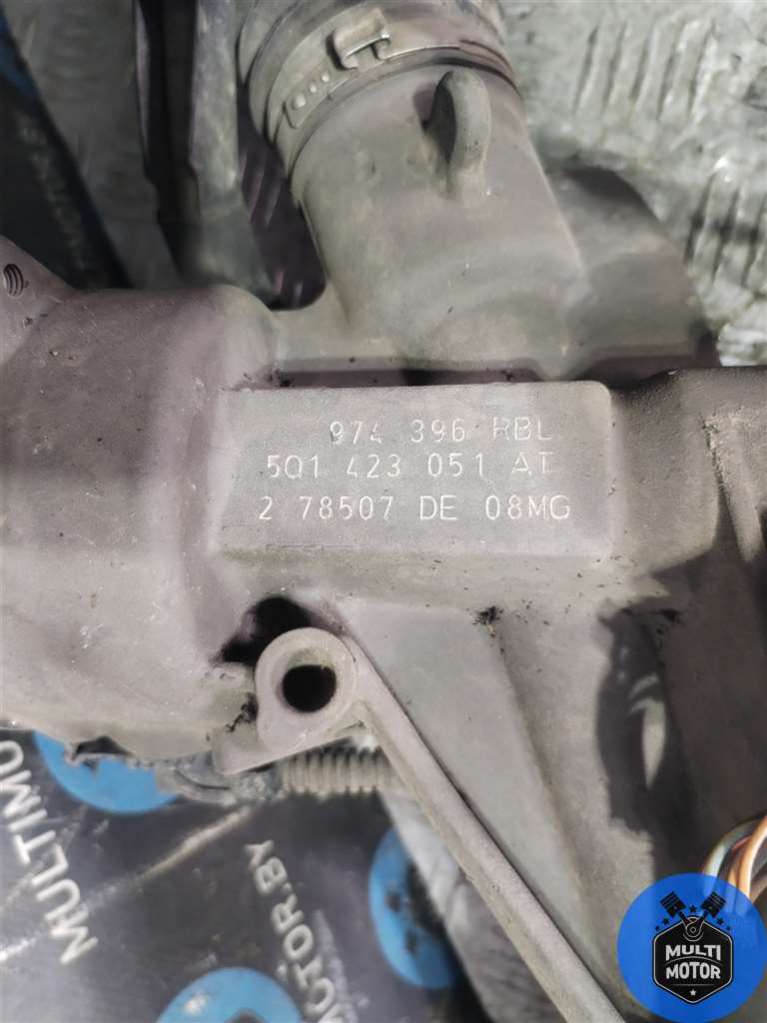 974 396 RBL
5Q1 423 051 AT
2 78507 DE 08MG
MULTIMO
MOTOR.BY
MULTI
MOTOR